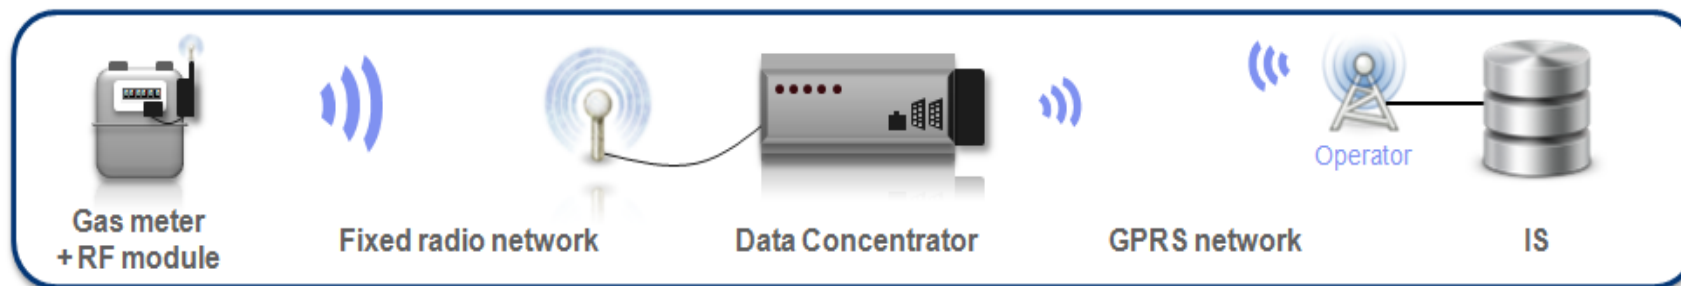 Operator
Gas meter
+ RF module
Fixed radio network
Data Concentrator
GPRS network
IS